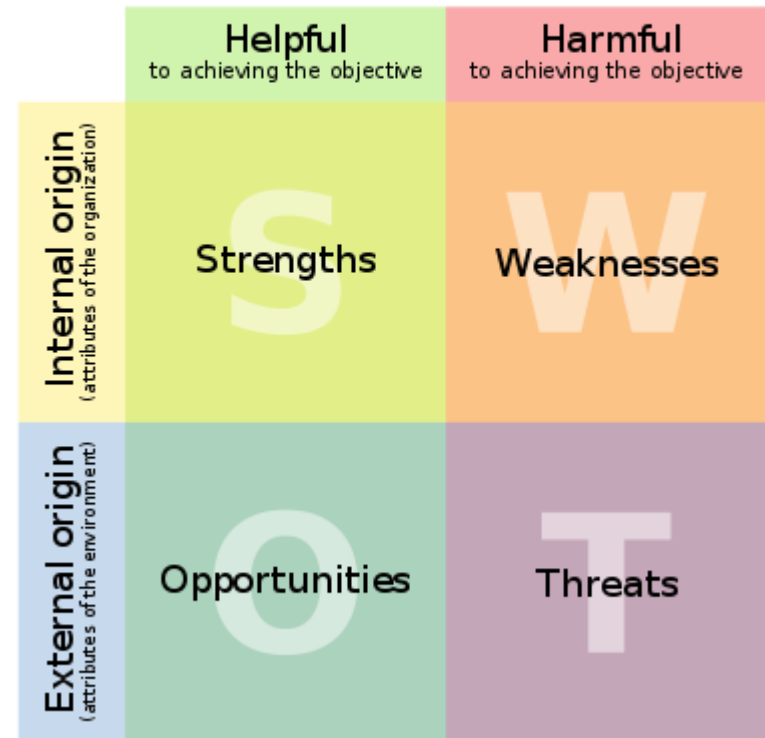 Helpful
to achieving the objective
Harmful
to achieving the objective
Internal origin
(attributes of the organization)
S
Strengths
W
Weaknesses
External origin
(attributes of the environment)
O
Opportunities
T
Threats